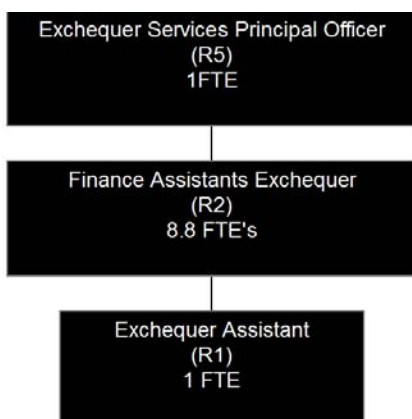 Exchequer Services Principal Officer
(R5)
1FTE
Finance Assistants Exchequer
(R2)
8.8 FTE's
Exchequer Assistant
(R1)
1 FTE